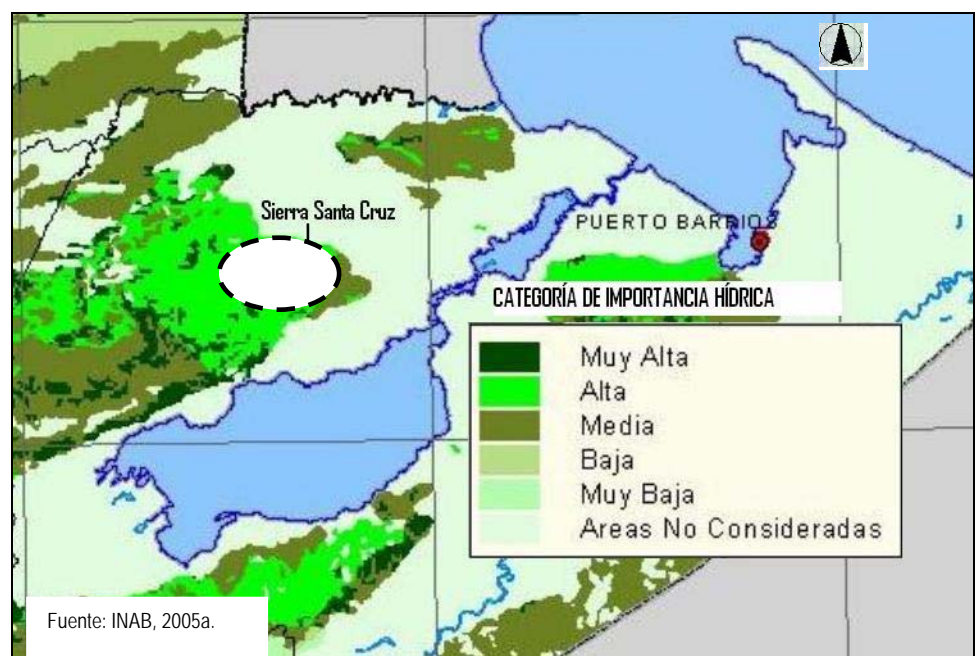 Sierra Santa Cruz
PUERTO BARRIOS
CATEGORÍA DE IMPORTANCIA HÍDRICA
Muy Alta
Alta
Media
Baja
Muy Baja
Areas No Consideradas
Fuente: INAB, 2005a.